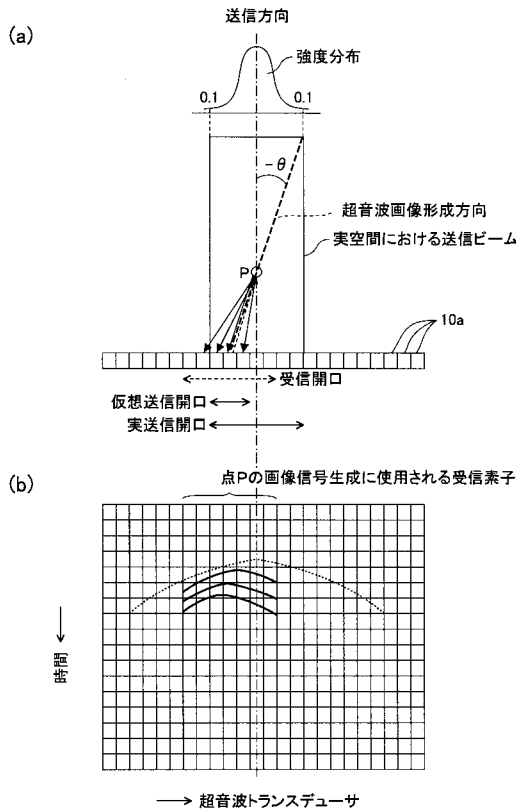 送信方向
(a)
強度分布
0.1
0.1
-θ
超音波画像形成方向
実空間における送信ビーム
P
10a
受信開口
仮想送信開口
実送信開口
(b)
点Pの画像信号生成に使用される受信素子
時間
超音波トランスデューサ